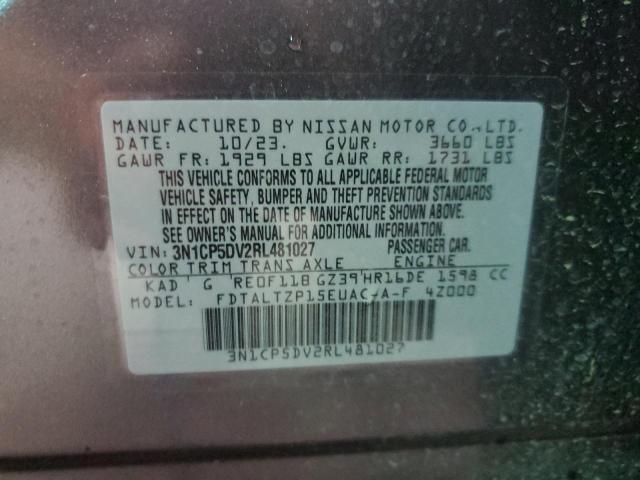 MANUFACTURED BY NISSAN MOTOR CO., LTD.
DATE: 10/23. GVWR: 3660 LBS
GAWR FR: 1929 LBS GAWR RR: 1731 LBS
THIS VEHICLE CONFORMS TO ALL APPLICABLE FEDERAL MOTOR
VEHICLE SAFETY, BUMPER AND THEFT PREVENTION STANDARDS
IN EFFECT ON THE DATE OF MANUFACTURE SHOWN ABOVE.
SEE OWNER'S MANUAL FOR ADDITIONAL INFORMATION.
VIN: 3N1CP5DV2RL481027 PASSENGER CAR.
COLOR TRIM TRANS AXLE ENGINE
KAD G RE0F11B GZ39 HR16DE 1598 CC
MODEL: FDTALTZP15EUAC-A-F 4Z000
3N1CP5DV2RL481027